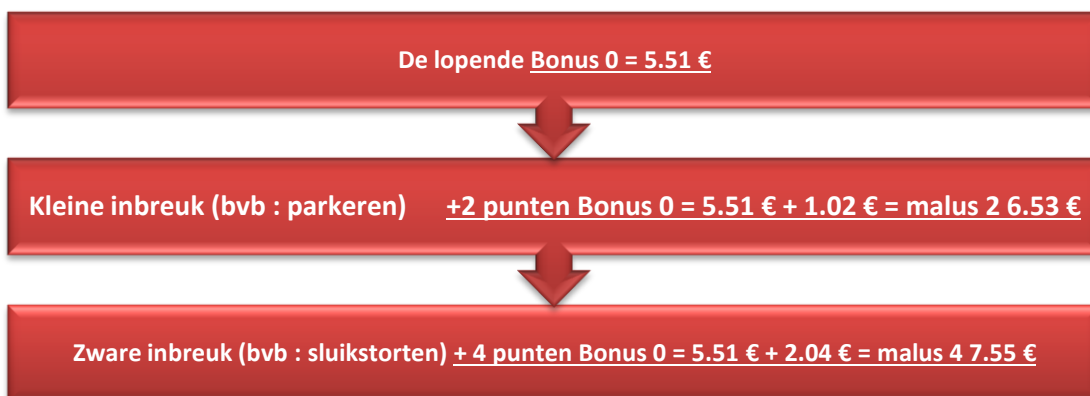 De lopende Bonus 0 = 5.51 €
Kleine inbreuk (bvb : parkeren) +2 punten Bonus 0 = 5.51 € + 1.02 € = malus 2 6.53 €
Zware inbreuk (bvb : sluikstorten) + 4 punten Bonus 0 = 5.51 € + 2.04 € = malus 4 7.55 €